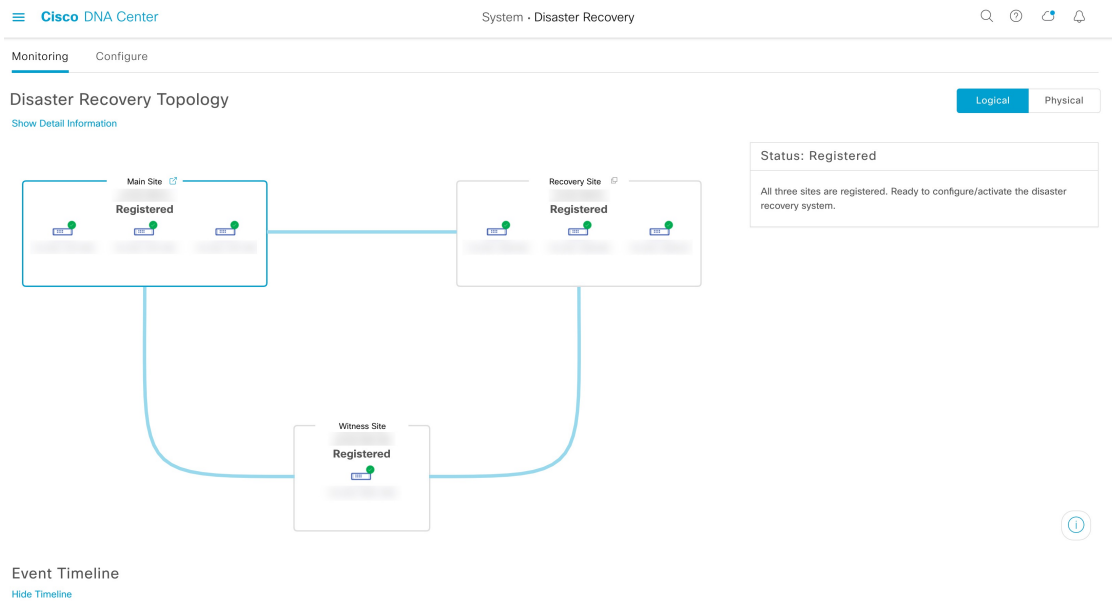 Cisco DNA Center
System · Disaster Recovery
Monitoring Configure
Disaster Recovery Topology
Logical Physical
Show Detail Information
Status: Registered
All three sites are registered. Ready to configure/activate the disaster
recovery system.
Main Site
Registered
Recovery Site
Registered
Witness Site
Registered
Event Timeline
Hide Timeline